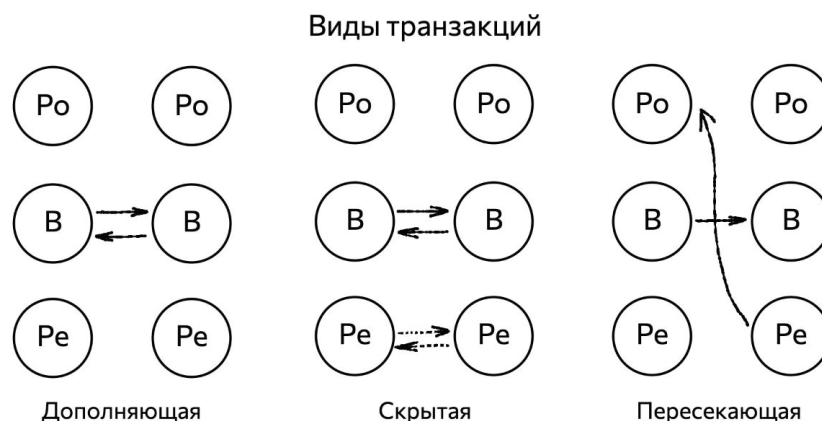 Виды транзакций
Ро Ро Ро Ро Ро Ро
В В В В В В
Ре Ре Ре Ре Ре Ре
Дополняющая Скрытая Пересекающая